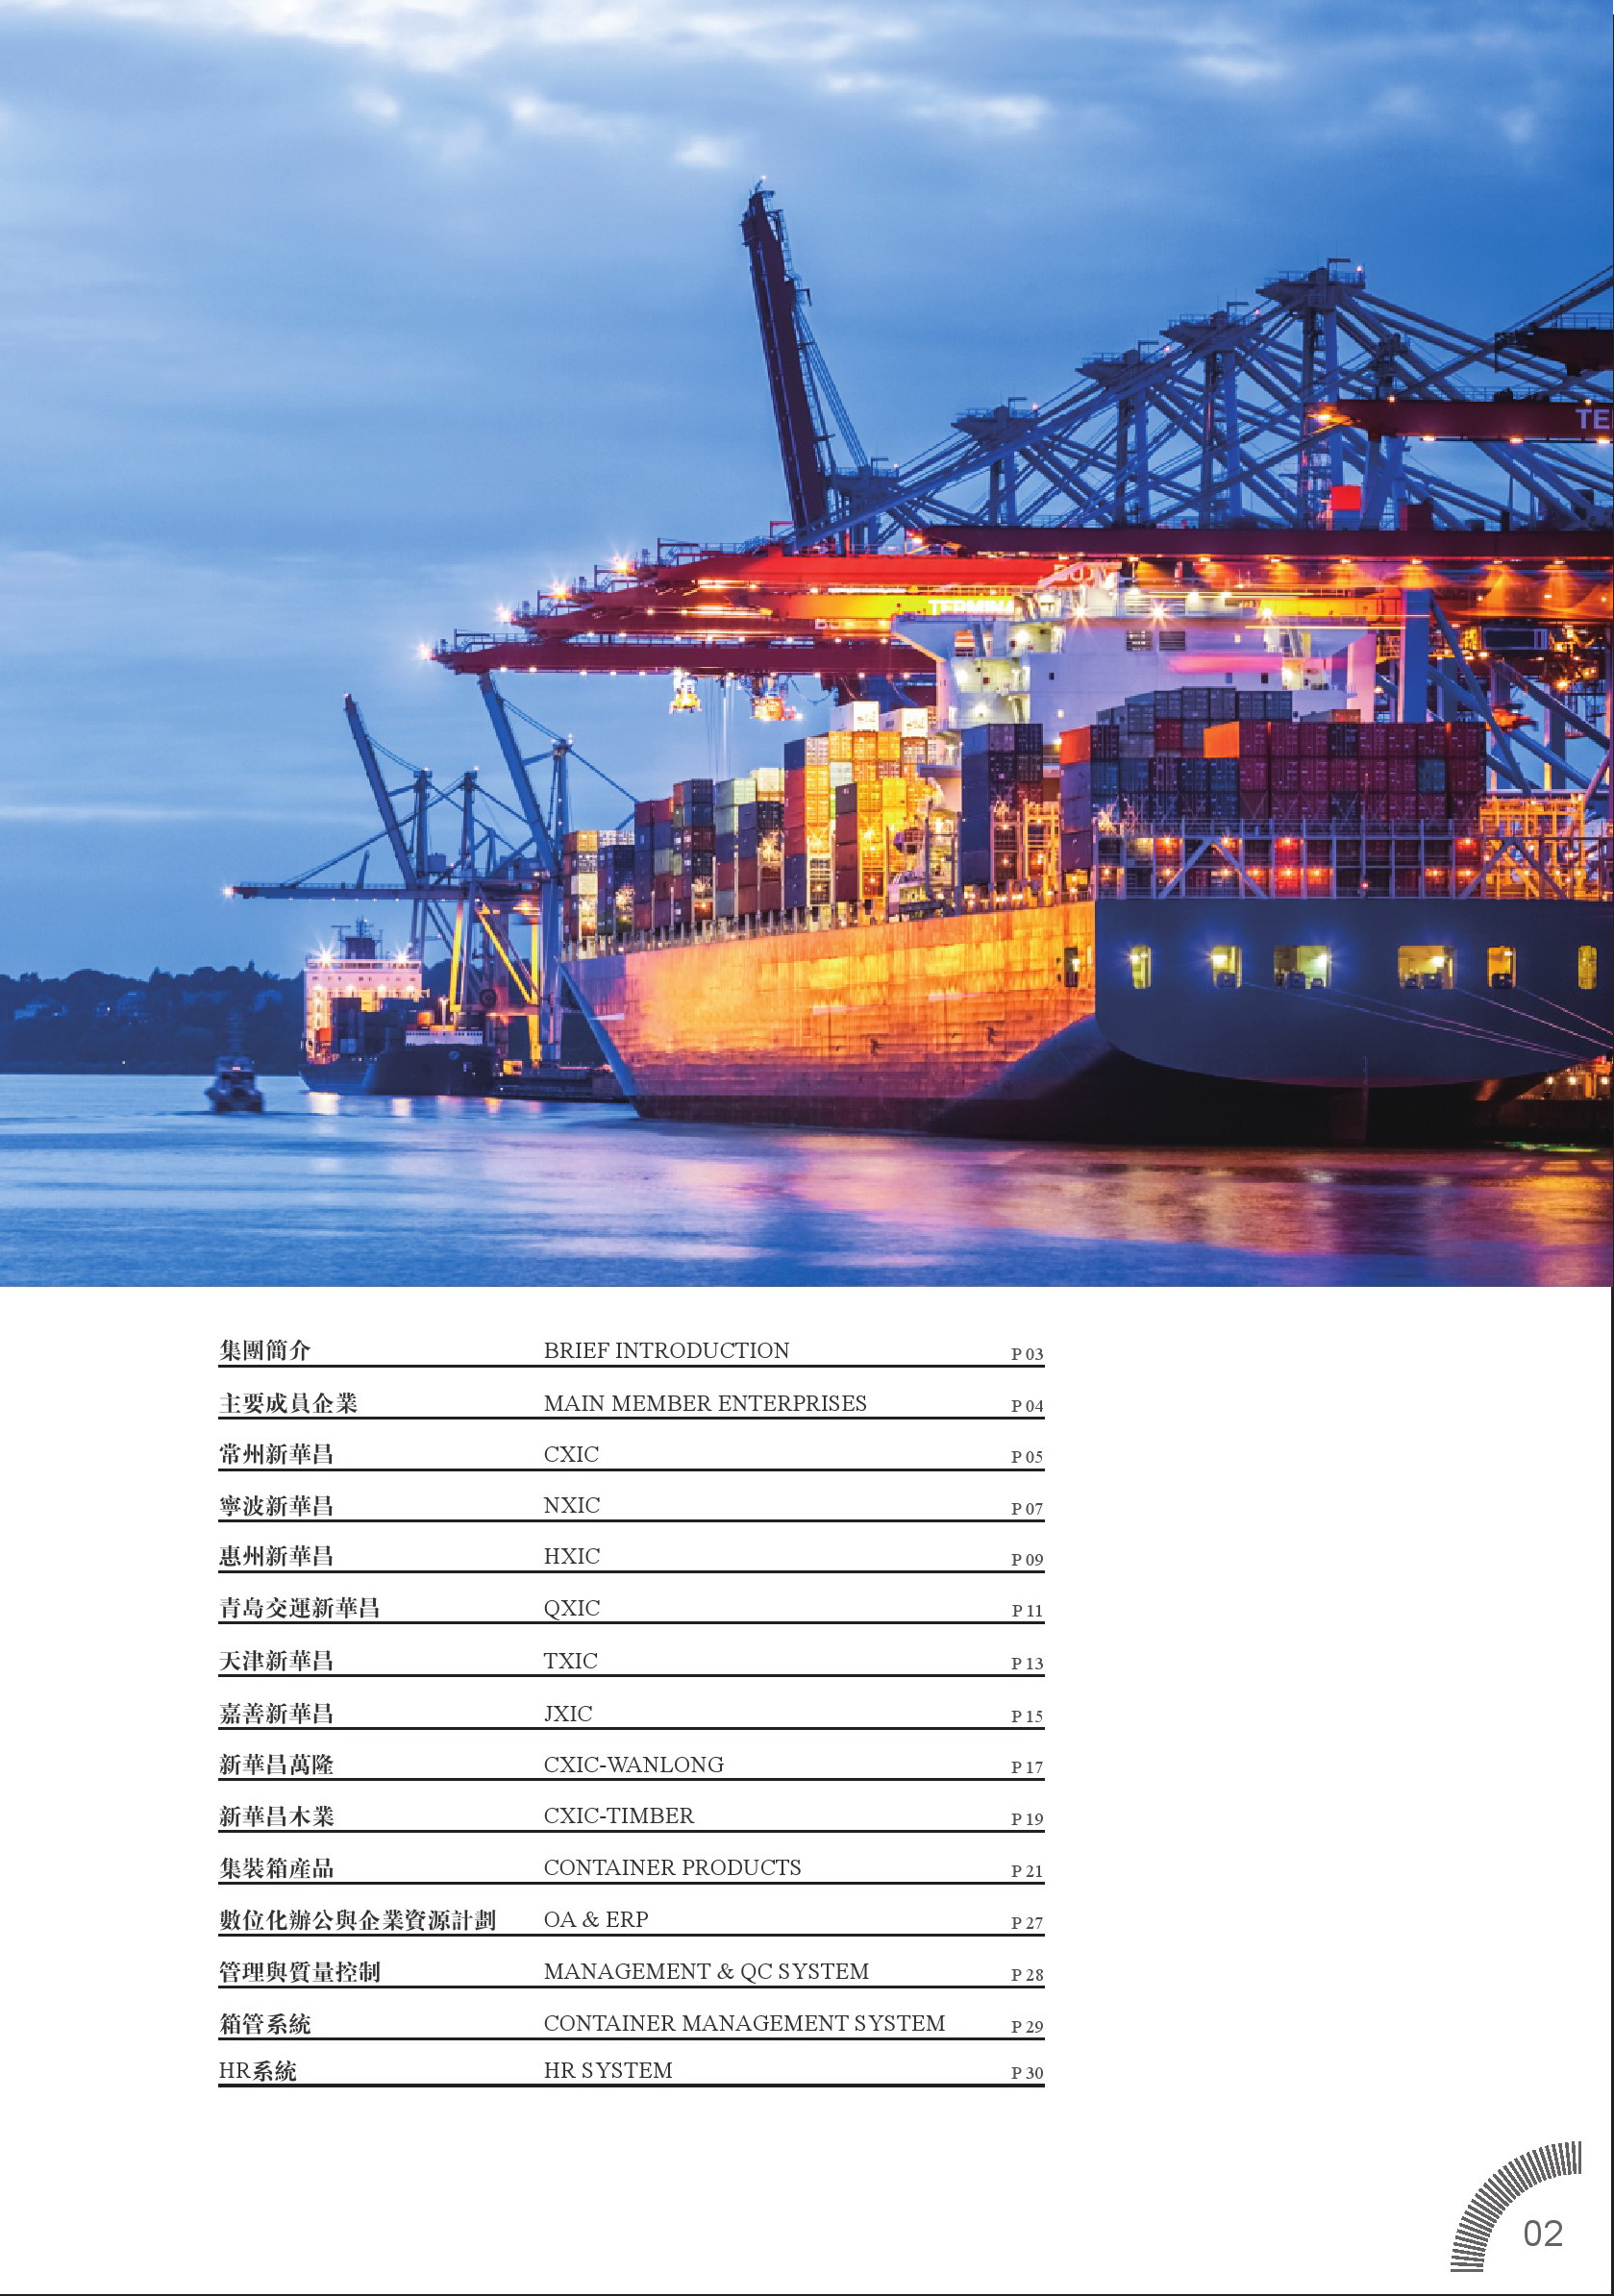 TE
TERMINA
集團簡介 BRIEF INTRODUCTION P 03
主要成員企業 MAIN MEMBER ENTERPRISES P 04
常州新華昌 CXIC P 05
寧波新華昌 NXIC P 07
惠州新華昌 HXIC P 09
青島交運新華昌 QXIC P 11
天津新華昌 TXIC P 13
嘉善新華昌 JXIC P 15
新華昌萬隆 CXIC-WANLONG P 17
新華昌木業 CXIC-TIMBER P 19
集裝箱產品 CONTAINER PRODUCTS P 21
數位化辦公與企業資源計劃 OA & ERP P 27
管理與質量控制 MANAGEMENT & QC SYSTEM P 28
箱管系統 CONTAINER MANAGEMENT SYSTEM P 29
HR系統 HR SYSTEM P 30
02